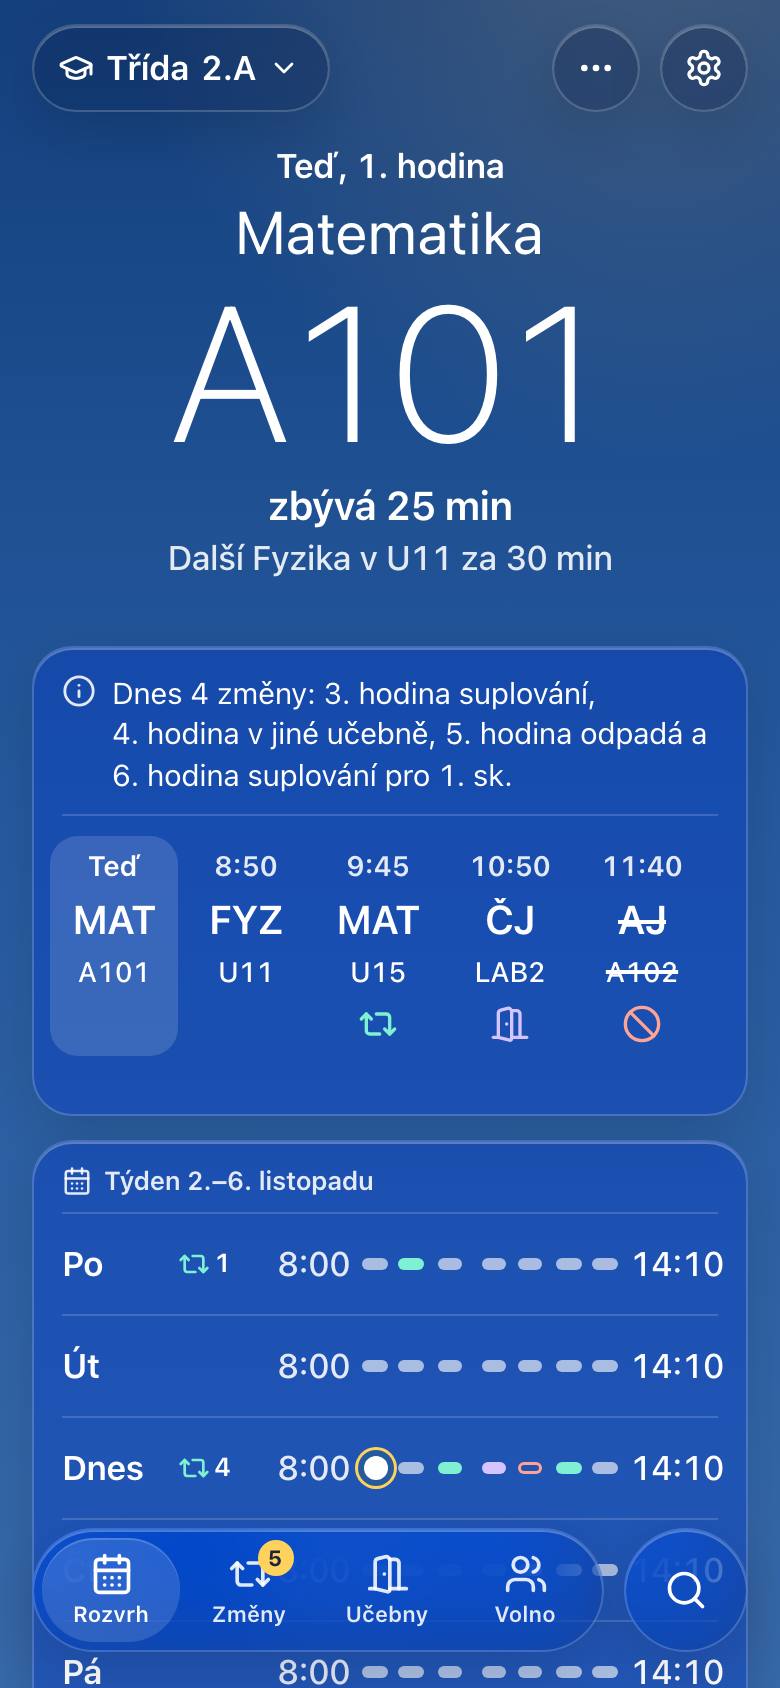 Třída 2.A
Teď, 1. hodina
Matematika
A101
zbývá 25 min
Další Fyzika v U11 za 30 min
Dnes 4 změny: 3. hodina suplování,
4. hodina v jiné učebně, 5. hodina odpadá a
6. hodina suplování pro 1. sk.
Teď 8:50 9:45 10:50 11:40
MAT FYZ MAT ČJ AJ
A101 U11 U15 LAB2 A102
Týden 2.–6. listopadu
Po 1 8:00 14:10
Út 8:00 14:10
Dnes 4 8:00 14:10
14:10
5
Rozvrh Změny Učebny Volno
Pá 8:00 14:10